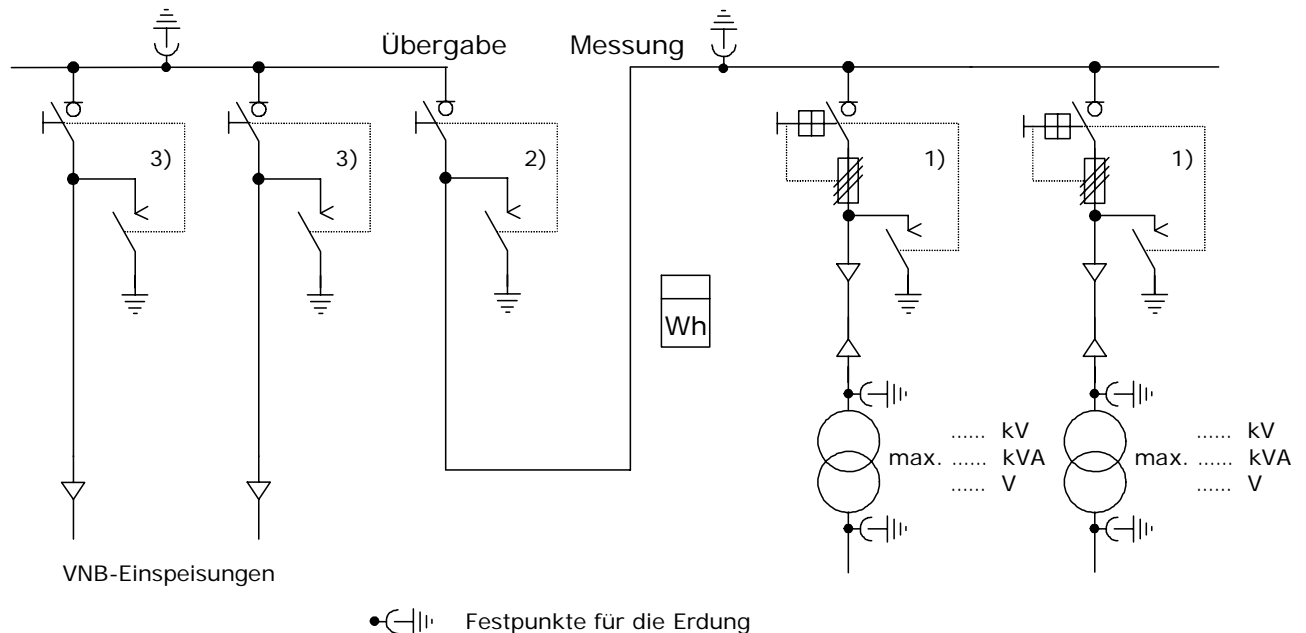 Übergabe
Messung
3)
3)
2)
1)
1)
Wh
...... kV
max. ...... kVA
...... V
...... kV
max. ...... kVA
...... V
VNB-Einspeisungen
Festpunkte für die Erdung